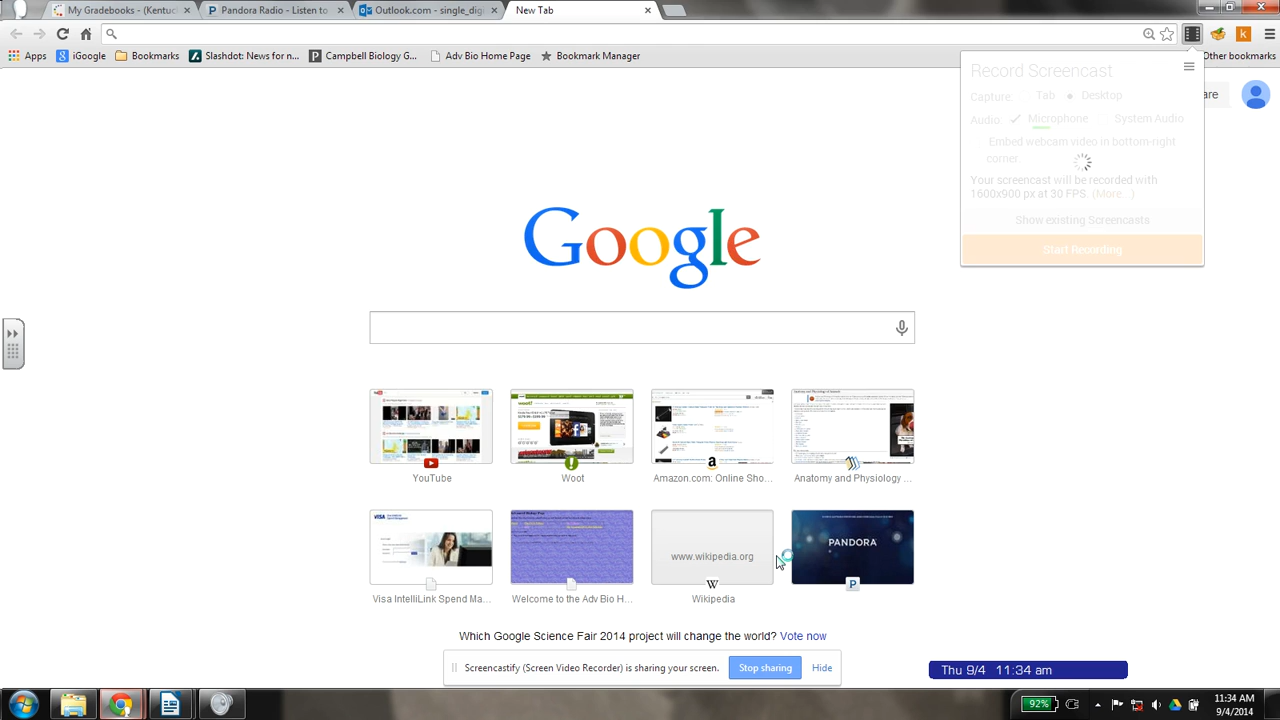 My Gradebooks - (Kentuc
Pandora Radio - Listen to
Outlook.com - single_digi
New Tab
Apps
iGoogle
Bookmarks
Slashdot: News for n...
Campbell Biology G...
Adv Bio Home Page
Bookmark Manager
Other bookmarks
Record Screencast
Capture: Tab Desktop
are
Audio: Microphone System Audio
Embed webcam video in bottom-right
corner.
Your screencast will be recorded with
1600x900 px at 30 FPS. (More...)
Show existing Screencasts
Start Recording
Google
YouTube
Woot
Amazon.com: Online Sho...
Anatomy and Physiology ...
VISA
www.wikipedia.org
PANDORA
Visa IntelliLink Spend Ma...
Welcome to the Adv Bio H...
Wikipedia
Which Google Science Fair 2014 project will change the world? Vote now
Screencastify (Screen Video Recorder) is sharing your screen.
Stop sharing
Hide
Thu 9/4 11:34 am
92%
11:34 AM
9/4/2014